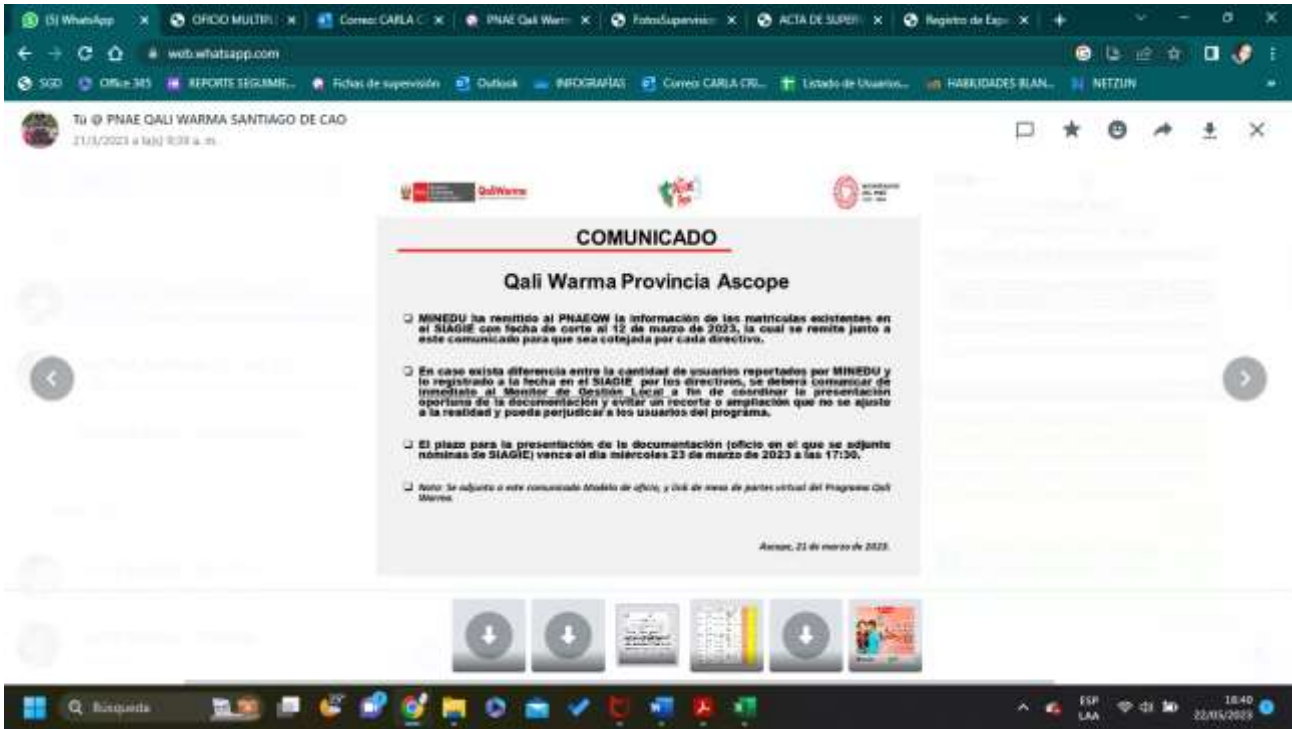 (5) WhatsApp
OFICIO MULTIPL
Correo: CARLA C
PNAE Qali Warm
FotosSupervision
ACTA DE SUPER
Registro de Exp
web.whatsapp.com
SGD
Office 365
REPORTE SEGUIMIE...
Fichas de supervisión
Outlook
INFOGRAFÍAS
Correo: CARLA CRI...
Listado de Usuarios...
HABILIDADES BLAN...
NETZUN
Tú @ PNAE QALI WARMA SANTIAGO DE CAO
21/3/2023 a la(s)
QaliWarma
COMUNICADO
Qali Warma Provincia Ascope
❑ MINEDU ha remitido al PNAEQW la información de las matrículas existentes en
el SIAGIE con fecha de corte al 12 de marzo de 2023, la cual se remite junto a
este comunicado para que sea cotejada por cada directivo.
❑ En caso exista diferencia entre la cantidad de usuarios reportados por MINEDU y
lo registrado a la fecha en el SIAGIE por los directivos, se deberá comunicar de
inmediato al Monitor de Gestión Local a fin de coordinar la presentación
oportuna de la documentación y evitar un recorte o ampliación que no se ajuste
a la realidad y pueda perjudicar a los usuarios del programa.
❑ El plazo para la presentación de la documentación (oficio en el que se adjunte
nóminas de SIAGIE) vence el día miércoles 23 de marzo de 2023 a las 17:30.
❑ Nota: Se adjunta a este comunicado Modelo de oficio, y link de mesa de partes virtual del Programa Qali
Warma.
Ascope, 21 de marzo de 2023.
Búsqueda
ESP
LAA
18:40
22/05/2023